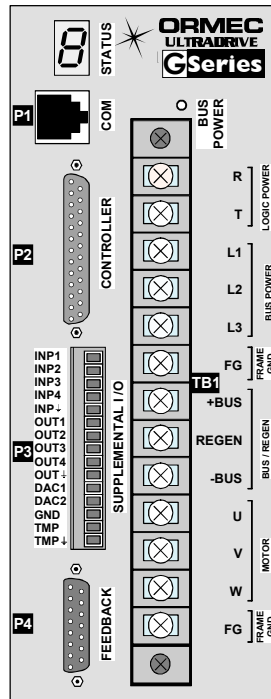 ORMEC
ULTRADRIVE
G Series
8
STATUS
P1
COM
BUS
POWER
P2
CONTROLLER
R
T
LOGIC POWER
L1
L2
L3
BUS POWER
FG
FRAME
GND
TB1
+BUS
REGEN
-BUS
BUS / REGEN
U
V
W
MOTOR
FG
FRAME
GND
P3
INP1
INP2
INP3
INP4
INP⏚
OUT1
OUT2
OUT3
OUT4
OUT⏚
DAC1
DAC2
GND
TMP
TMP⏚
SUPPLEMENTAL I/O
P4
FEEDBACK